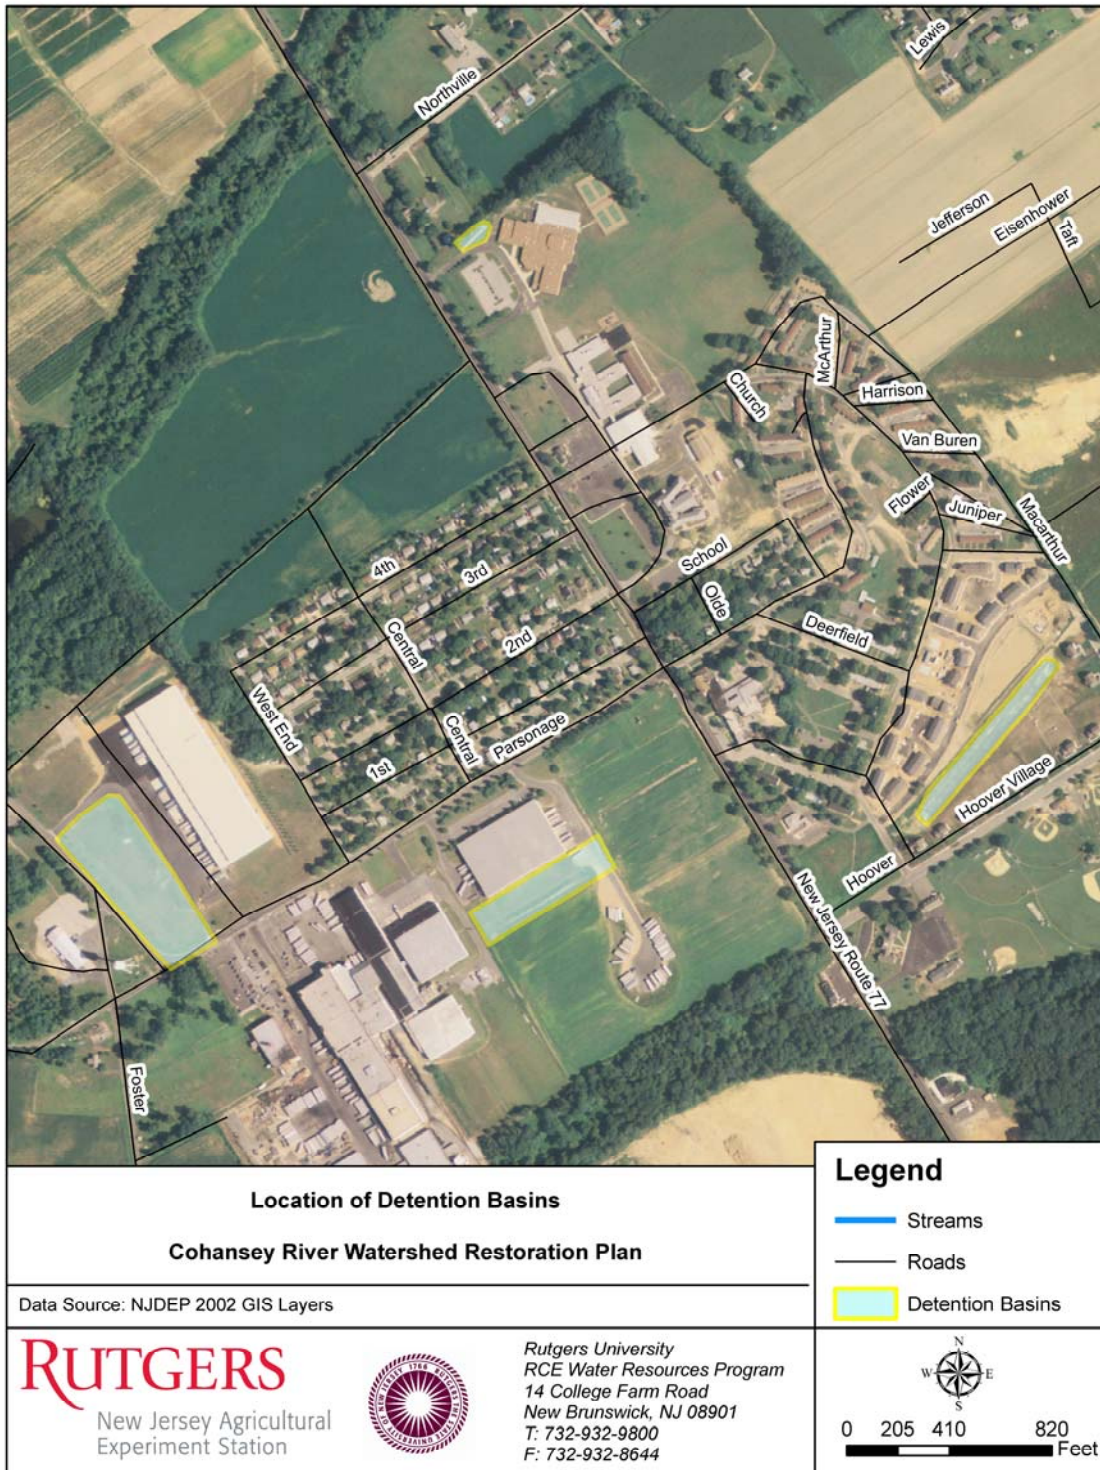 Lewis
Northville
Jefferson
Eisenhower
Taft
McArthur
Church
Harrison
Van Buren
Flower
Juniper
Macarthur
School
4th
3rd
Olde
2nd
Central
Deerfield
West End
Central
Parsonage
1st
Hoover Village
Hoover
New Jersey Route 77
Foster
Location of Detention Basins
Cohansey River Watershed Restoration Plan
Data Source: NJDEP 2002 GIS Layers
Legend
Streams
Roads
Detention Basins
RUTGERS
New Jersey Agricultural
Experiment Station
Rutgers University
RCE Water Resources Program
14 College Farm Road
New Brunswick, NJ 08901
T: 732-932-9800
F: 732-932-8644
N
W E
S
0 205 410 820
Feet